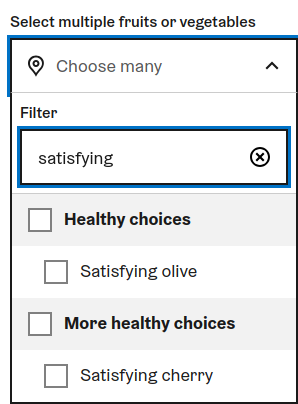 Select multiple fruits or vegetables
Choose many
Filter
satisfying
Healthy choices
Satisfying olive
More healthy choices
Satisfying cherry